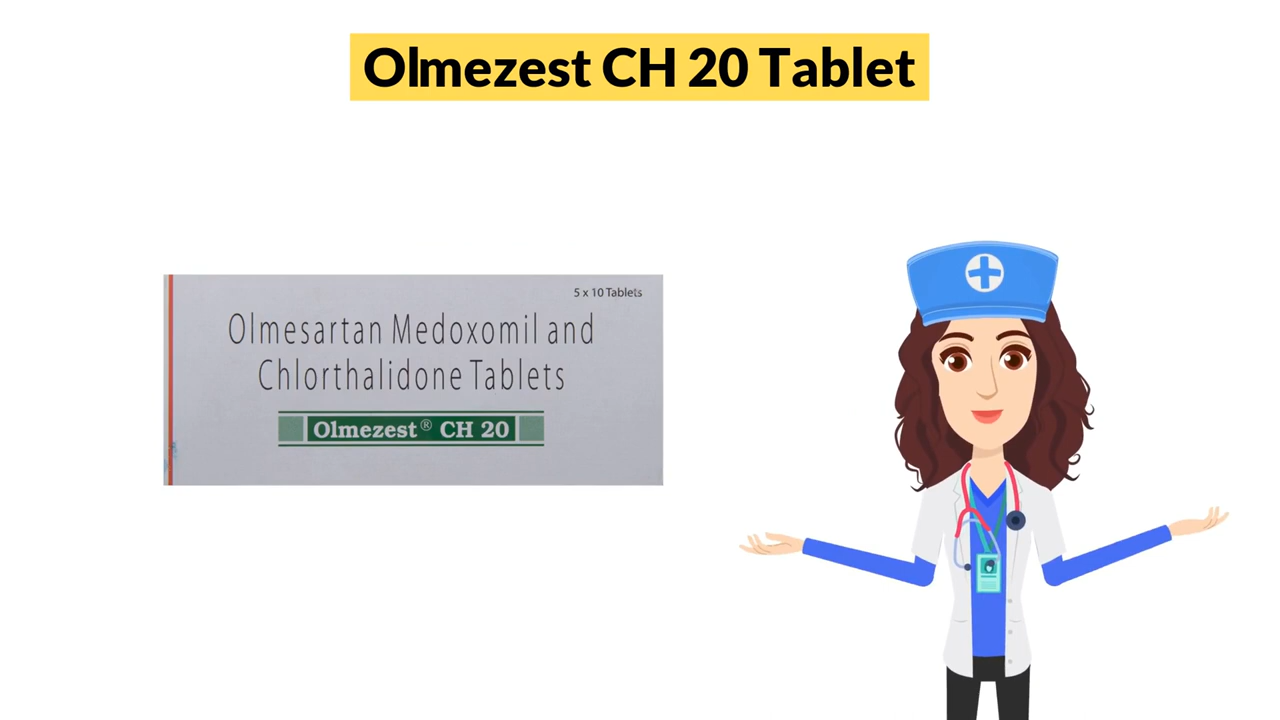 Olmezest CH 20 Tablet
5 x 10 Tablets
Olmesartan Medoxomil and
Chlorthalidone Tablets
Olmezest® CH 20